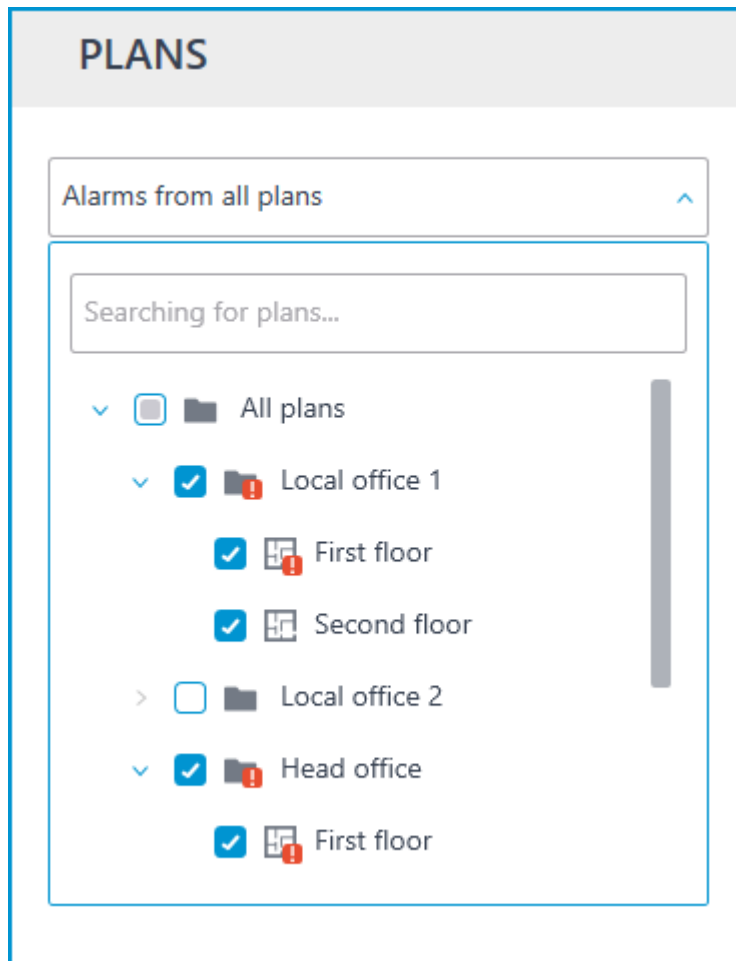 PLANS
Alarms from all plans
Searching for plans...
All plans
Local office 1
First floor
Second floor
Local office 2
Head office
First floor